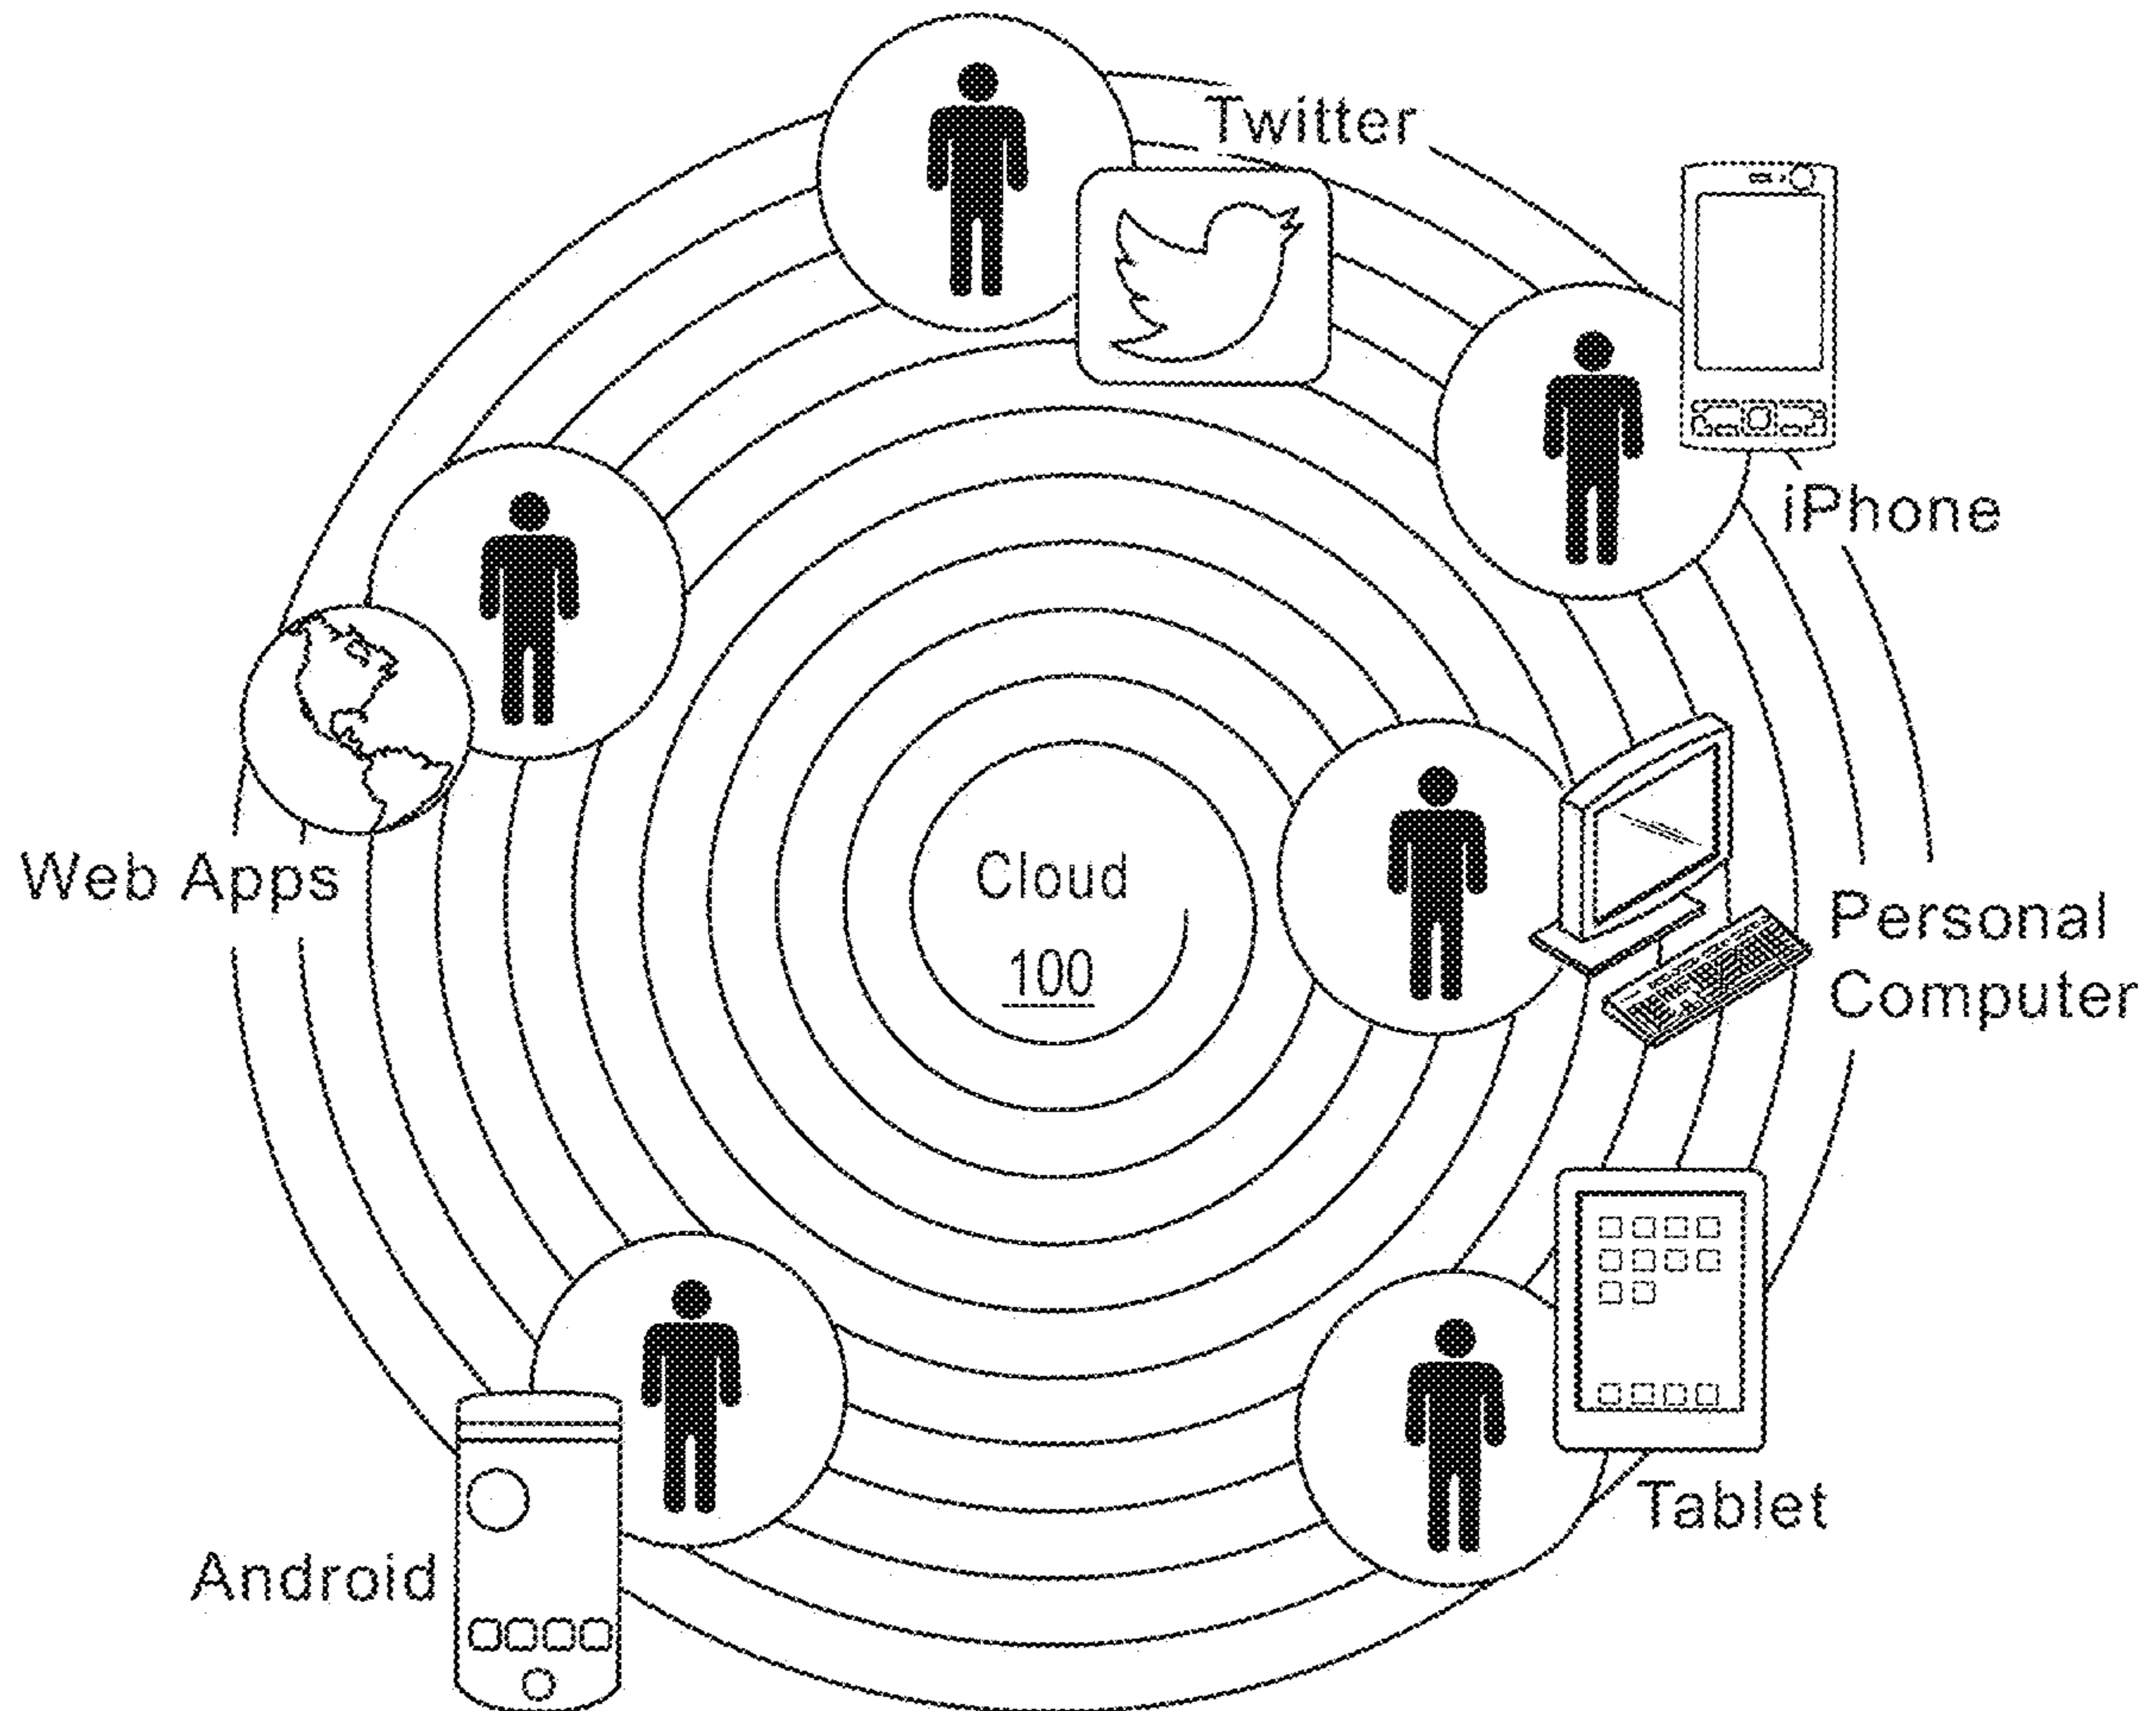 Twitter
iPhone
Web Apps
Cloud
100
Personal
Computer
Tablet
Android